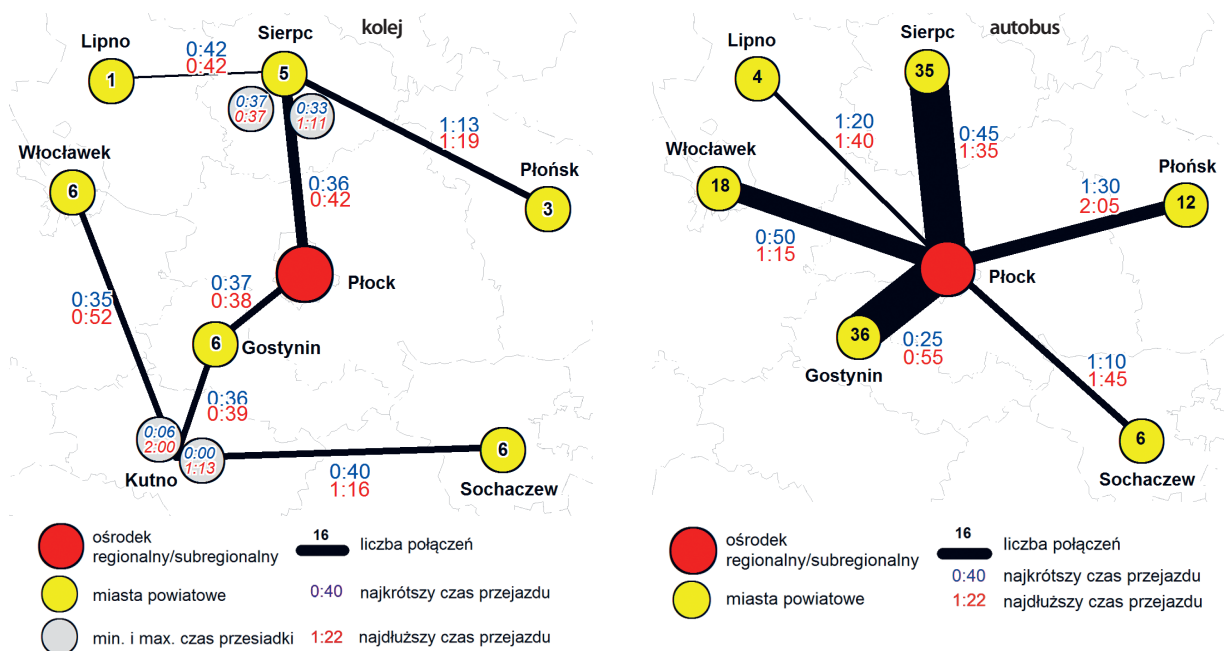 kolej
Lipno
1
0:42
0:42
Sierpc
5
0:37
0:37
0:33
1:11
1:13
1:19
Płońsk
3
Włocławek
6
0:36
0:42
Płock
0:37
0:38
0:35
0:52
6
Gostynin
0:36
0:39
0:06
2:00
0:00
1:13
Kutno
0:40
1:16
6
Sochaczew
ośrodek
regionalny/subregionalny
miasta powiatowe
min. i max. czas przesiadki
16
liczba połączeń
0:40 najkrótszy czas przejazdu
1:22 najdłuższy czas przejazdu
autobus
Lipno
4
Sierpc
35
1:20
1:40
0:45
1:35
Włocławek
18
0:50
1:15
Płońsk
12
1:30
2:05
Płock
36
Gostynin
0:25
0:55
1:10
1:45
6
Sochaczew
ośrodek
regionalny/subregionalny
miasta powiatowe
16
liczba połączeń
0:40 najkrótszy czas przejazdu
1:22 najdłuższy czas przejazdu